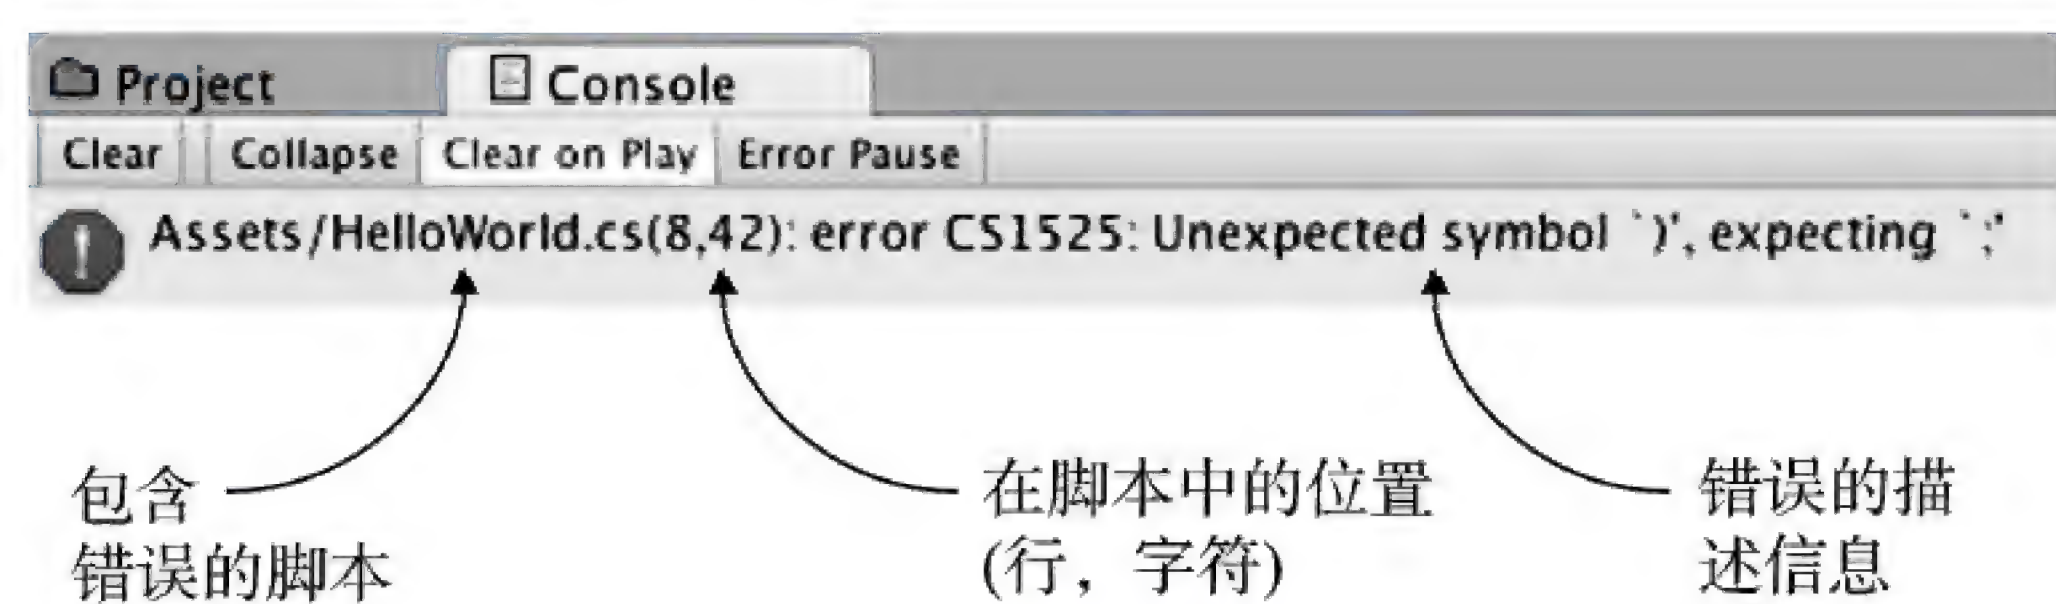 Project
Console
Clear
Collapse
Clear on Play
Error Pause
Assets/HelloWorld.cs(8,42): error CS1525: Unexpected symbol `)', expecting `;'
包含
错误的脚本
在脚本中的位置
(行，字符)
错误的描
述信息